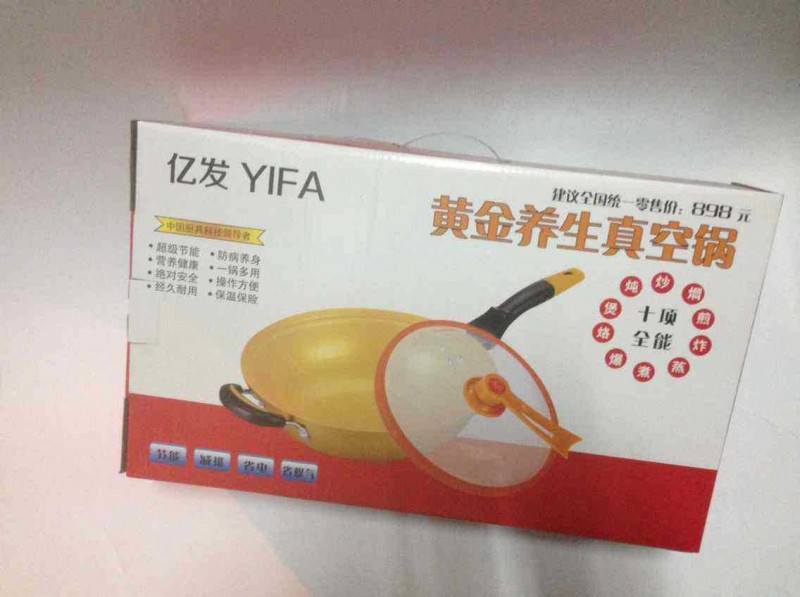 亿发 YIFA
建议全国统一零售价：898元
黄金养生真空锅
中国厨具科技领导者
• 超级节能 • 防病养身
• 营养健康 • 一锅多用
• 绝对安全 • 操作方便
• 经久耐用 • 保温保险
炖 炒 焖 煎 炸 蒸 煮 爆 烙 煲
十项
全能
节能 减排 省电 省煤气